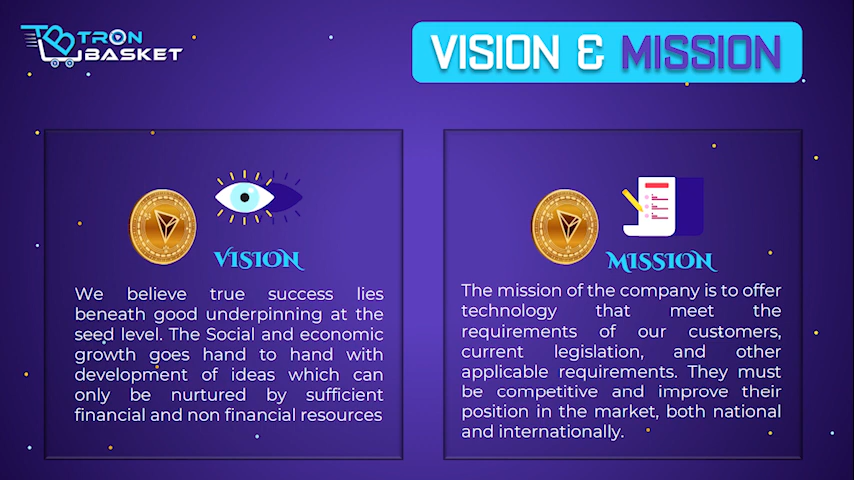 TRON
BASKET
VISION & MISSION
VISION
We believe true success lies
beneath good underpinning at the
seed level. The Social and economic
growth goes hand to hand with
development of ideas which can
only be nurtured by sufficient
financial and non financial resources
MISSION
The mission of the company is to offer
technology that meet the
requirements of our customers,
current legislation, and other
applicable requirements. They must
be competitive and improve their
position in the market, both national
and internationally.